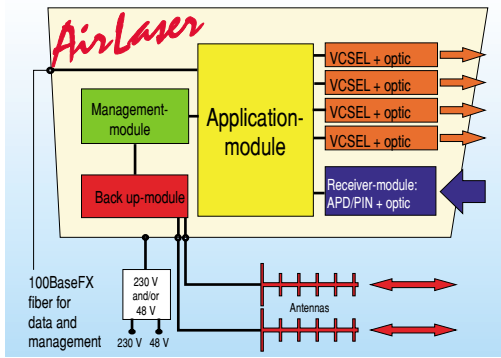 AirLaser
VCSEL + optic
VCSEL + optic
VCSEL + optic
VCSEL + optic
Management-
module
Application-
module
Back up-module
Receiver-module:
APD/PIN + optic
100BaseFX
fiber for
data and
management
230 V
and/or
48 V
230 V
48 V
Antennas